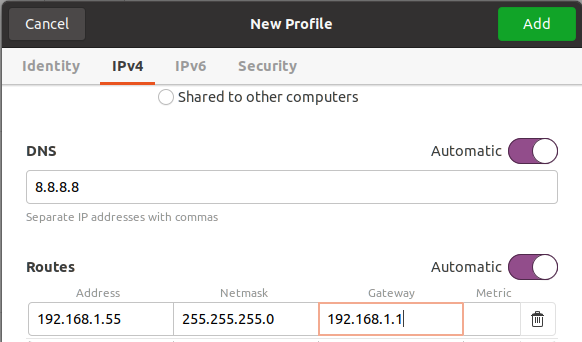 Cancel New Profile Add
Identity IPv4 IPv6 Security
Shared to other computers
DNS Automatic
8.8.8.8
Separate IP addresses with commas
Routes Automatic
Address Netmask Gateway Metric
192.168.1.55 255.255.255.0 192.168.1.1